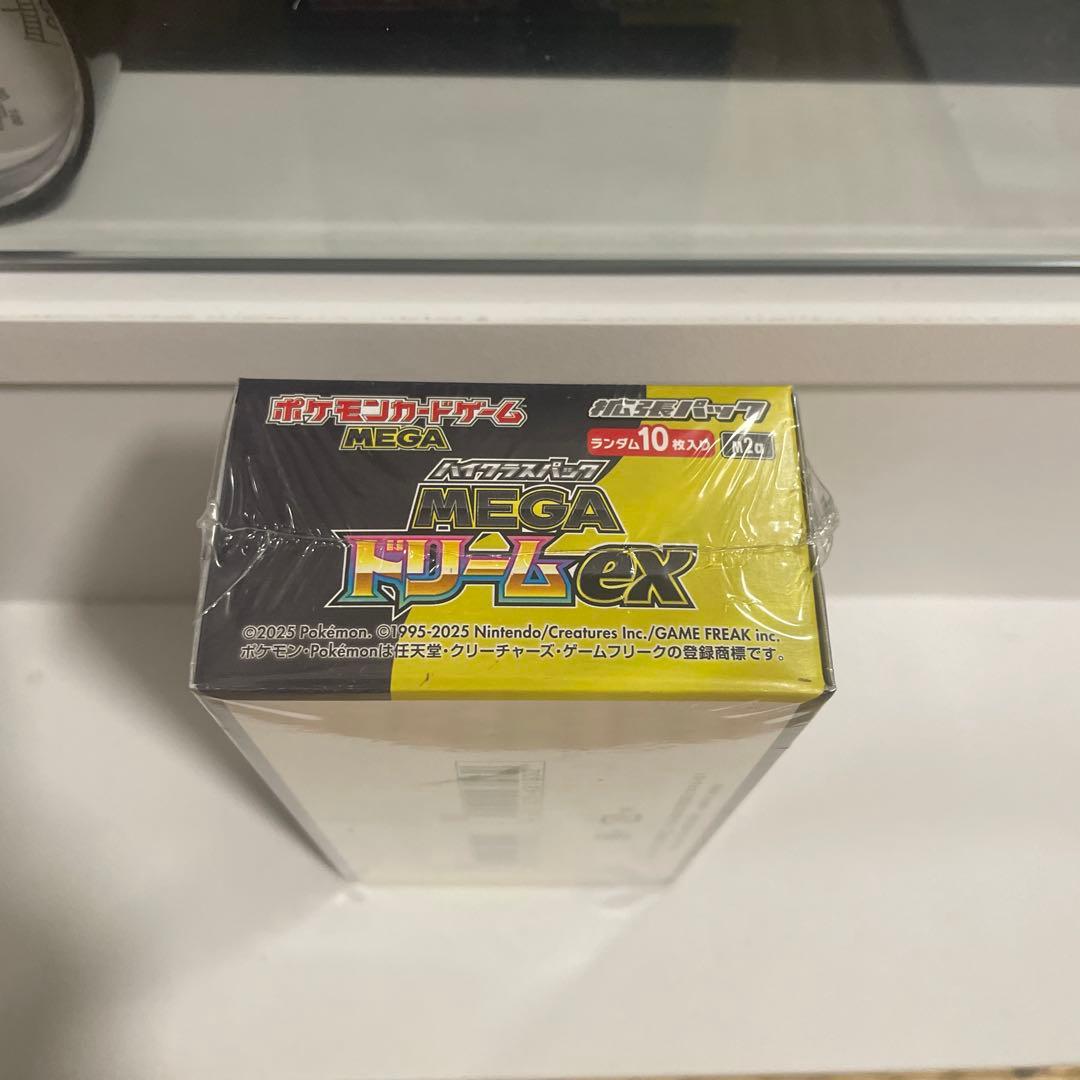 ポケモンカードゲーム
MEGA
拡張パック
ランダム10枚入り
M2a
ハイクラスパック
MEGA
ドリームex
©2025 Pokémon. ©1995-2025 Nintendo/Creatures Inc./GAME FREAK inc.
ポケモン・Pokémonは任天堂・クリーチャーズ・ゲームフリークの登録商標です。